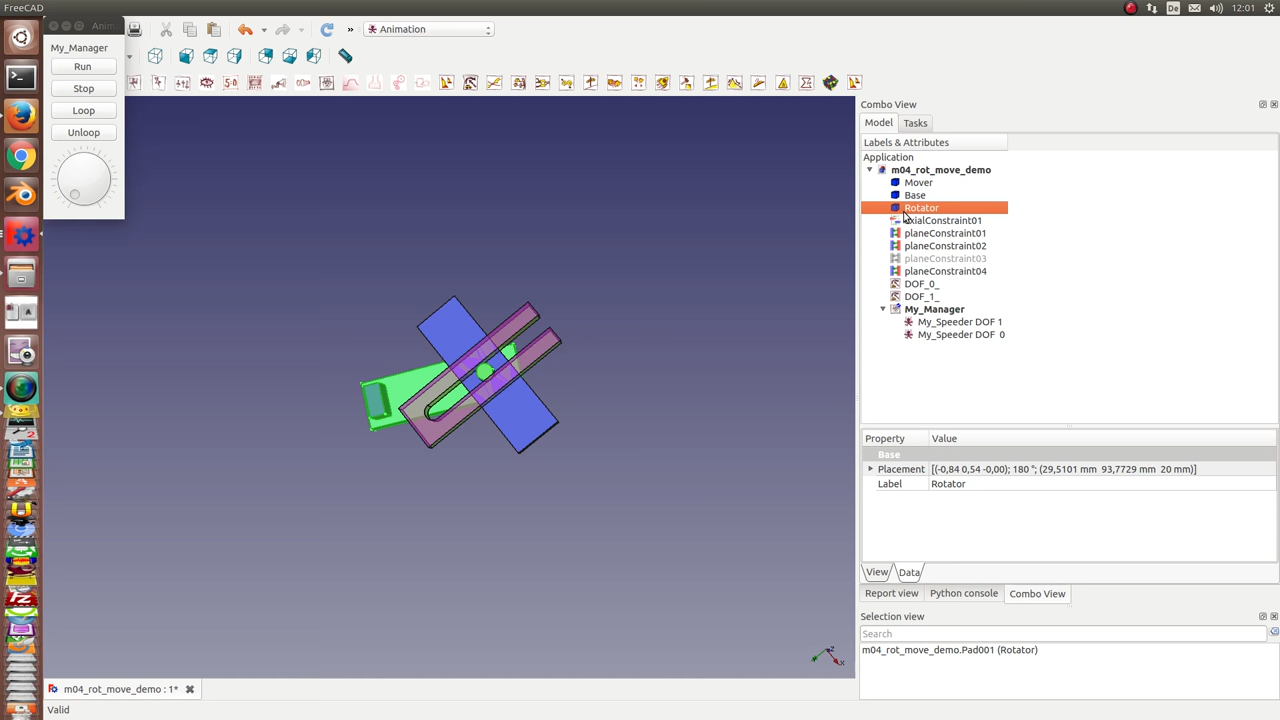 FreeCAD
De
12:01
Anim
»
Animation
My_Manager
Run
Stop
Loop
Unloop
Combo View
Model
Tasks
Labels & Attributes
Application
m04_rot_move_demo
Mover
Base
Rotator
axialConstraint01
planeConstraint01
planeConstraint02
planeConstraint03
planeConstraint04
DOF_0_
DOF_1_
My_Manager
My_Speeder DOF 1
My_Speeder DOF 0
Property
Value
Base
Placement
[(-0,84 0,54 -0,00); 180 °; (29,5101 mm 93,7729 mm 20 mm)]
Label
Rotator
View
Data
Report view
Python console
Combo View
Selection view
Search
m04_rot_move_demo.Pad001 (Rotator)
m04_rot_move_demo : 1*
Valid